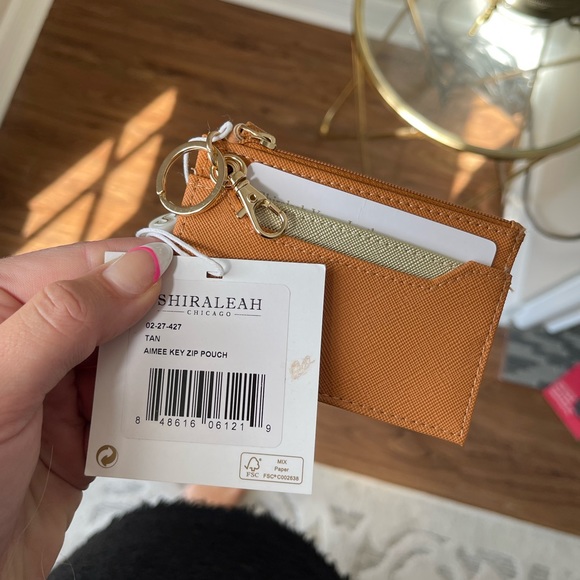 SHIRALEAH
CHICAGO
02-27-427
TAN
AIMEE KEY ZIP POUCH
8 48616 06121 9
FSC
MIX
Paper
FSC® C002838